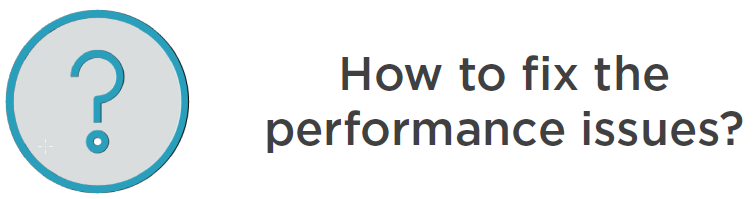 How to fix the
performance issues?